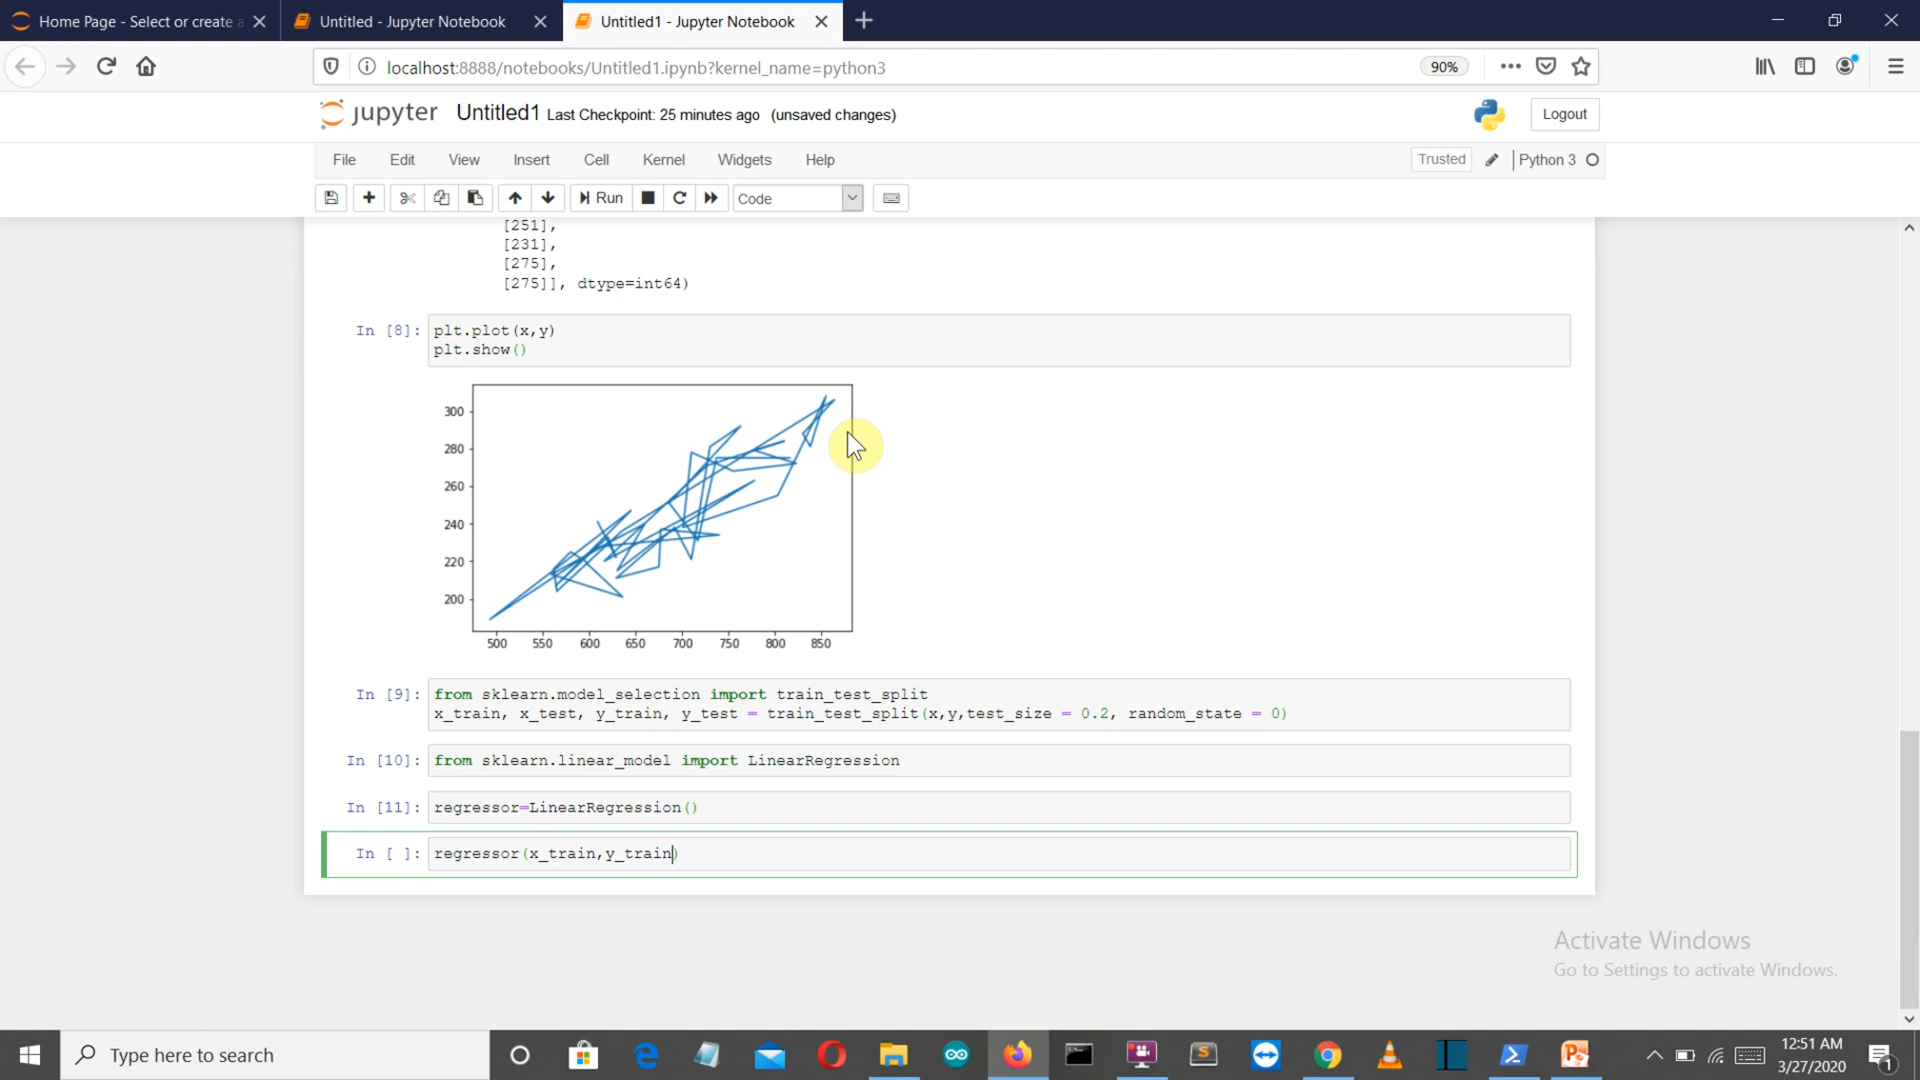 Home Page - Select or create a
Untitled - Jupyter Notebook
Untitled1 - Jupyter Notebook
localhost:8888/notebooks/Untitled1.ipynb?kernel_name=python3
90%
jupyter Untitled1 Last Checkpoint: 25 minutes ago (unsaved changes)
Logout
File Edit View Insert Cell Kernel Widgets Help
Trusted
Python 3
Run
Code
[251],
[231],
[275],
[275]], dtype=int64)
In [8]: plt.plot(x,y)
plt.show()
300
280
260
240
220
200
500 550 600 650 700 750 800 850
In [9]: from sklearn.model_selection import train_test_split
x_train, x_test, y_train, y_test = train_test_split(x,y,test_size = 0.2, random_state = 0)
In [10]: from sklearn.linear_model import LinearRegression
In [11]: regressor=LinearRegression()
In [ ]: regressor(x_train,y_train)
Activate Windows
Go to Settings to activate Windows.
Type here to search
12:51 AM
3/27/2020
1